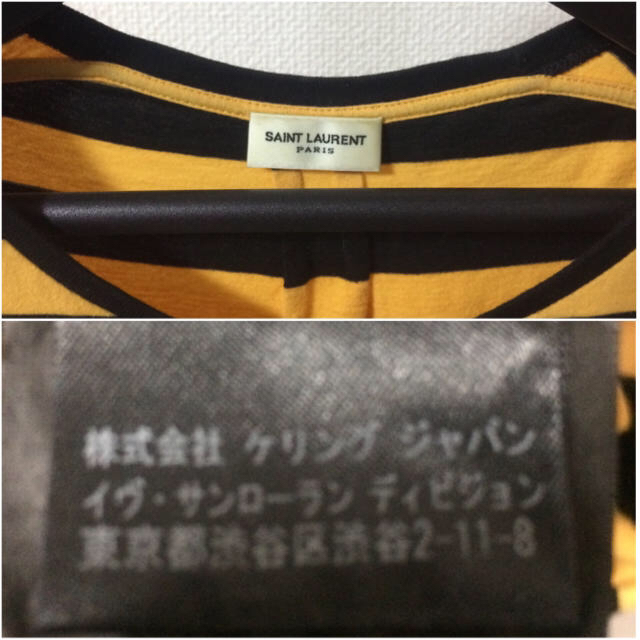 SAINT LAURENT
PARIS
株式会社 ケリング ジャパン
イヴ・サンローラン ディビジョン
東京都渋谷区渋谷2-11-8